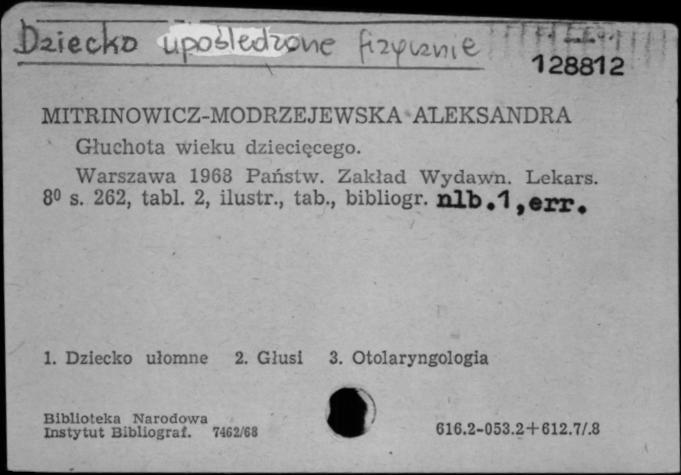 Dziecko upośledzone fizycznie
128812
MITRINOWICZ-MODRZEJEWSKA ALEKSANDRA
Głuchota wieku dziecięcego.
Warszawa 1968 Państw. Zakład Wydawn. Lekars.
8⁰ s. 262, tabl. 2, ilustr., tab., bibliogr. nlb.1,err.
1. Dziecko ułomne 2. Głusi 3. Otolaryngologia
Biblioteka Narodowa
Instytut Bibliograf. 7462/68
616.2-053.2+612.7/.8